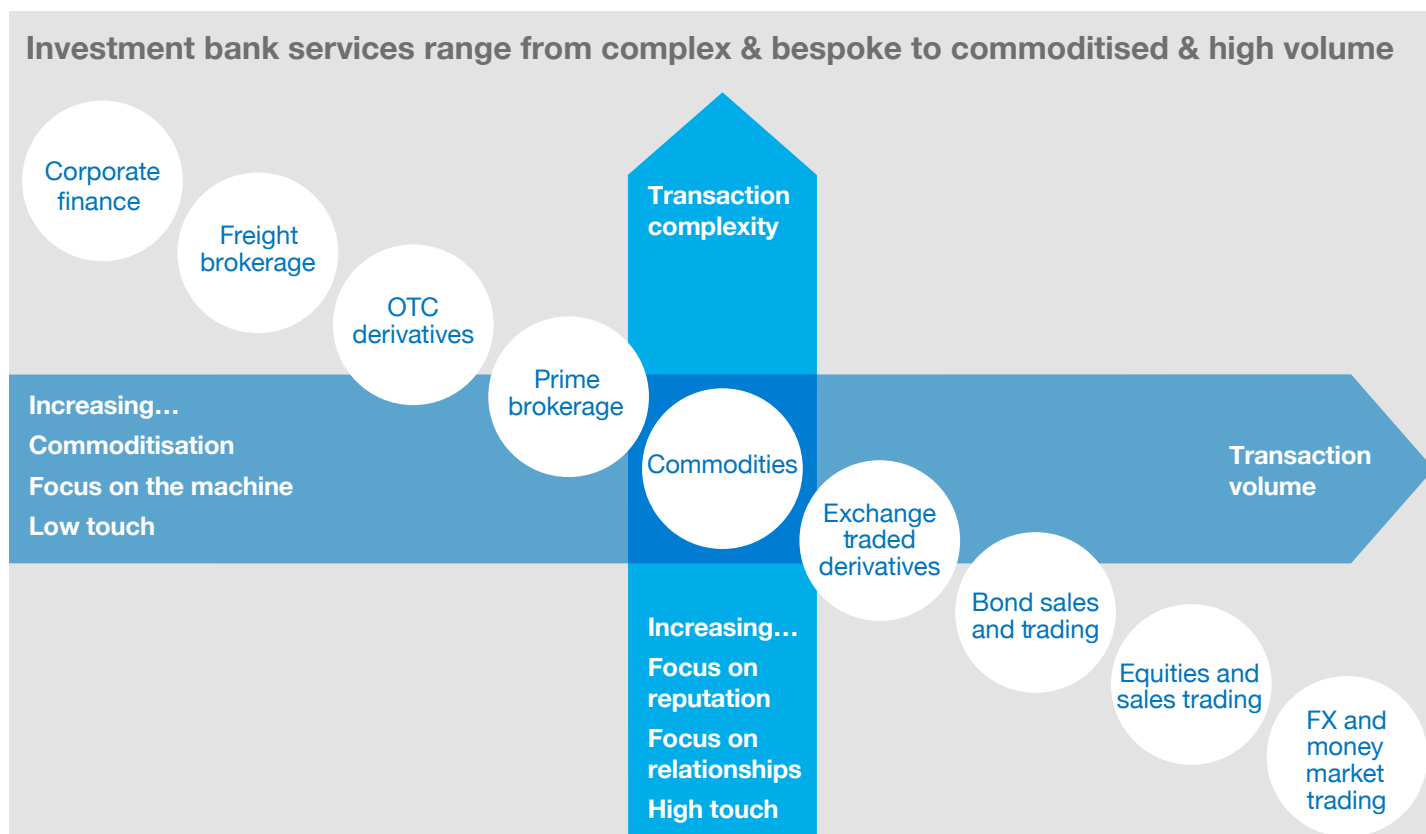 Investment bank services range from complex & bespoke to commoditised & high volume
Corporate
finance
Freight
brokerage
OTC
derivatives
Prime
brokerage
Commodities
Exchange
traded
derivatives
Bond sales
and trading
Equities and
sales trading
FX and
money
market
trading
Transaction
complexity
Increasing…
Commoditisation
Focus on the machine
Low touch
Transaction
volume
Increasing…
Focus on
reputation
Focus on
relationships
High touch